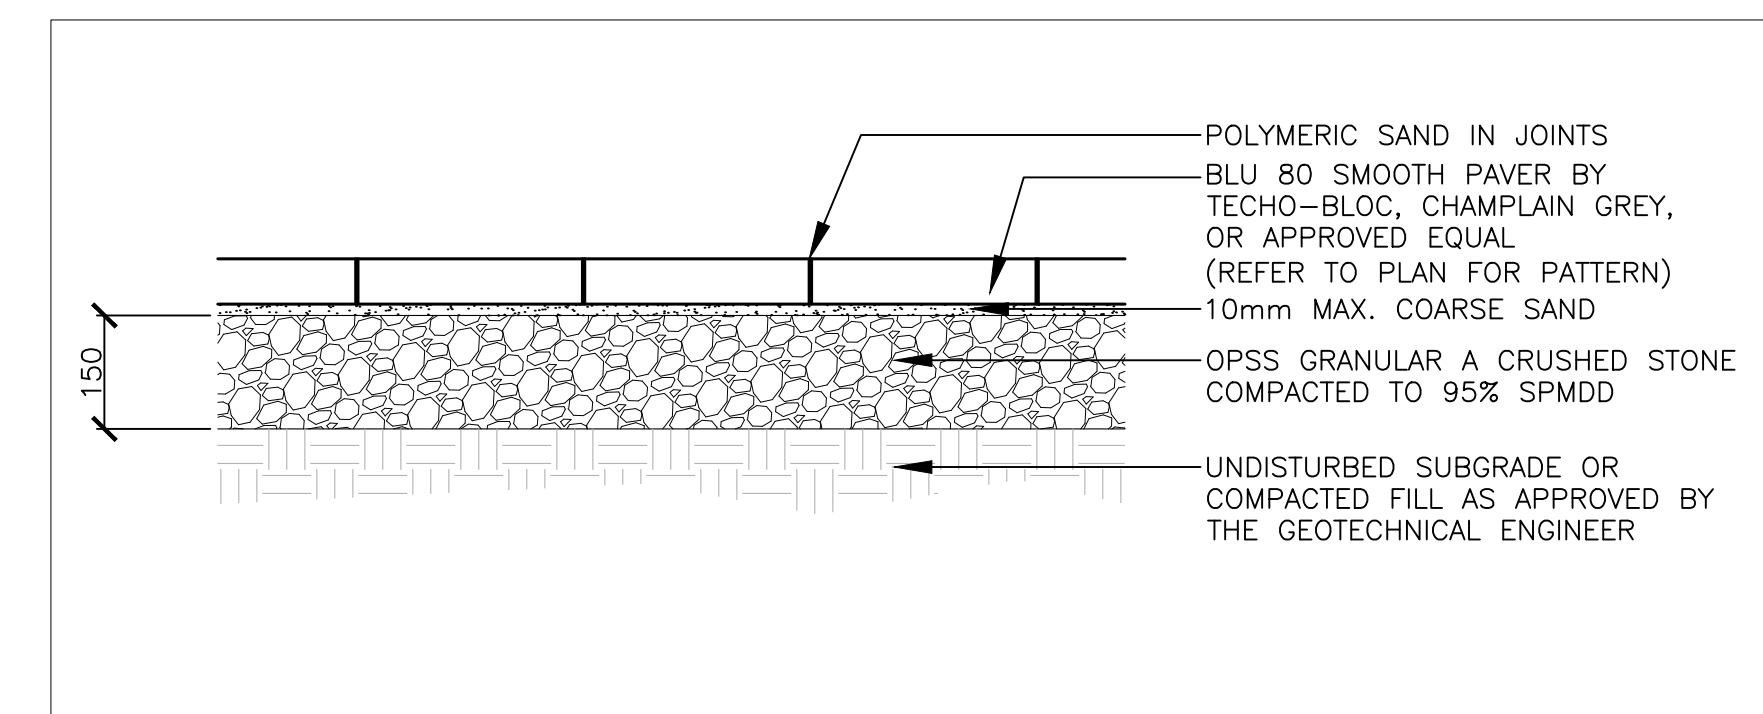 POLYMERIC SAND IN JOINTS
BLU 80 SMOOTH PAVER BY
TECHO-BLOC, CHAMPLAIN GREY,
OR APPROVED EQUAL
(REFER TO PLAN FOR PATTERN)
10mm MAX. COARSE SAND
OPSS GRANULAR A CRUSHED STONE
COMPACTED TO 95% SPMDD
150
UNDISTURBED SUBGRADE OR
COMPACTED FILL AS APPROVED BY
THE GEOTECHNICAL ENGINEER